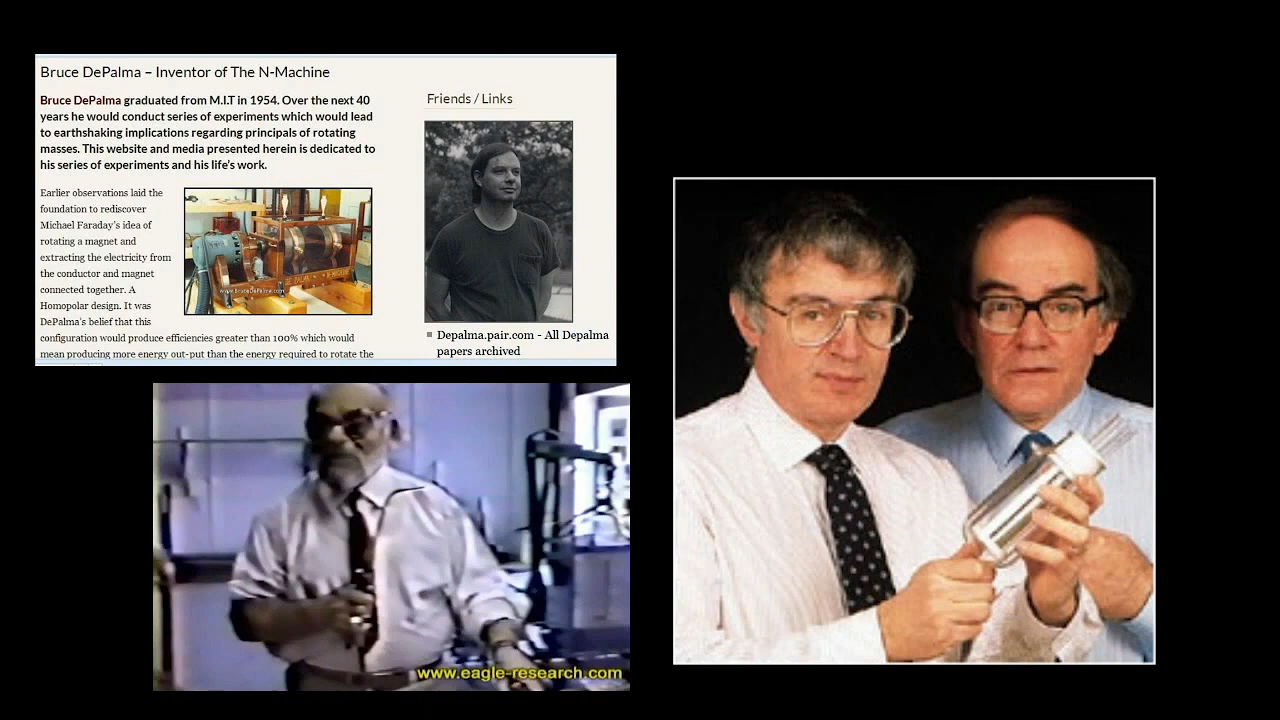 Bruce DePalma – Inventor of The N-Machine
Bruce DePalma graduated from M.I.T in 1954. Over the next 40
years he would conduct series of experiments which would lead
to earthshaking implications regarding principals of rotating
masses. This website and media presented herein is dedicated to
his series of experiments and his life's work.
Earlier observations laid the
foundation to rediscover
Michael Faraday's idea of
rotating a magnet and
extracting the electricity from
the conductor and magnet
connected together. A
Homopolar design. It was
DePalma's belief that this
configuration would produce efficiencies greater than 100% which would
mean producing more energy out-put than the energy required to rotate the
www.BruceDePalma.com
DE PALMA N-MACHINE
Friends / Links
Depalma.pair.com - All Depalma
papers archived
www.eagle-research.com